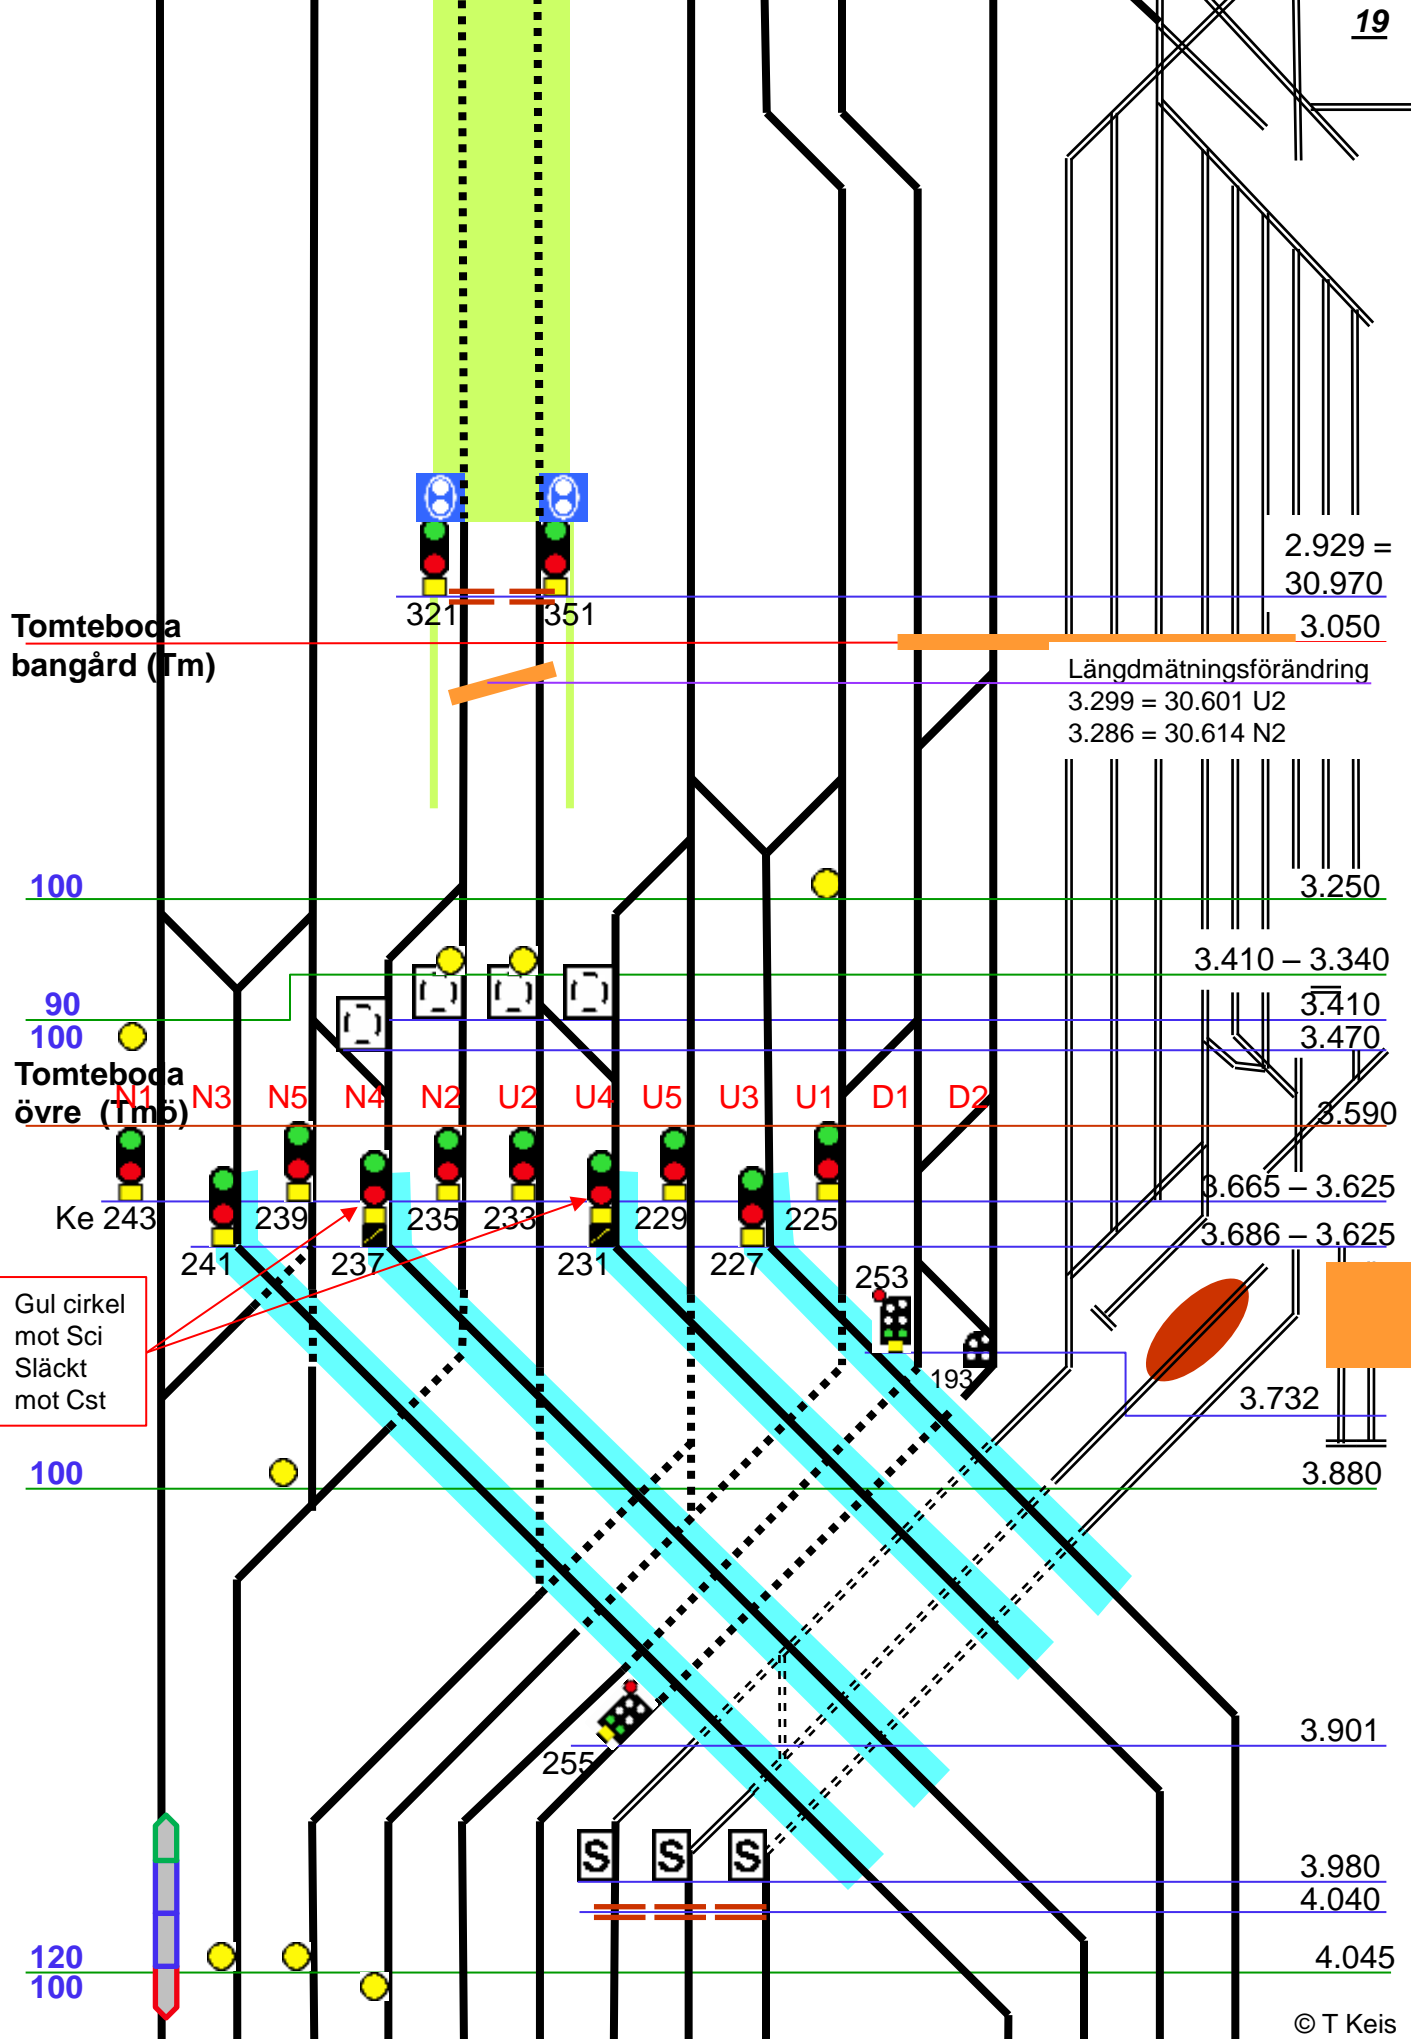 19
2.929 =
30.970
321
351
Tomteboda
bangård (Tm)
3.050
Längdmätningsförändring
3.299 = 30.601 U2
3.286 = 30.614 N2
100
3.250
3.410 – 3.340
90
3.410
100
3.470
Tomteboda
övre (Tmö)
N1 N3 N5 N4 N2 U2 U4 U5 U3 U1 D1 D2
3.590
3.665 – 3.625
Ke 243
239
235
233
229
225
3.686 – 3.625
241
237
231
227
253
Gul cirkel
mot Sci
Släckt
mot Cst
193
3.732
100
3.880
3.901
255
S S S
3.980
4.040
120
4.045
100
© T Keis